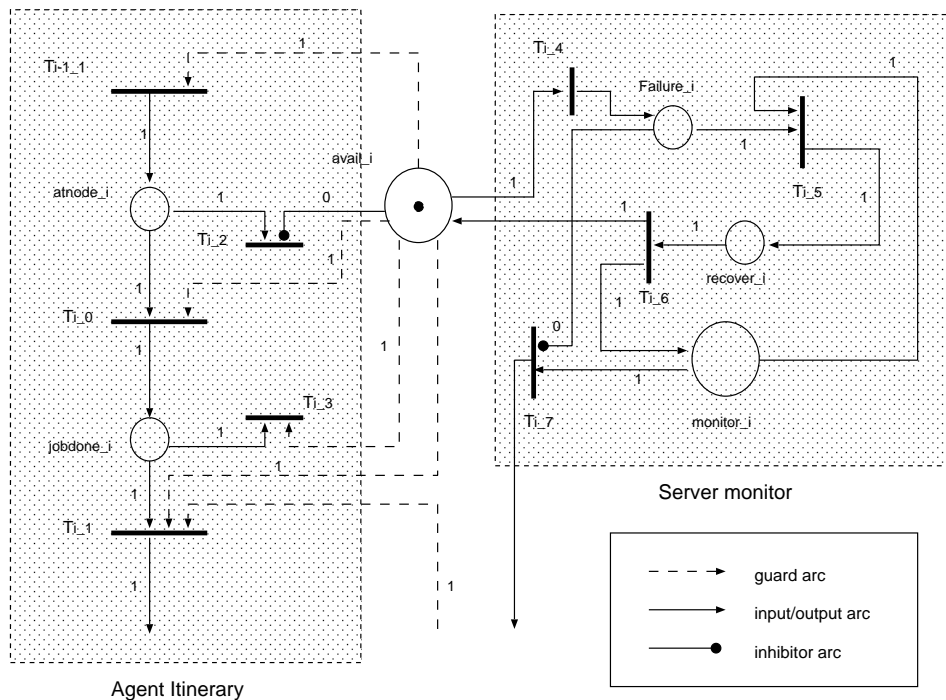 1
Ti-1_1
1
atnode_i
1
0
avail_i
Ti_2
1
1
Ti_0
1
1
Ti_3
jobdone_i
1
1
1
Ti_1
1
1
Agent Itinerary
Ti_4
Failure_i
1
1
1
Ti_5
1
1
1
recover_i
Ti_6
1
0
1
Ti_7
monitor_i
Server monitor
guard arc
input/output arc
inhibitor arc